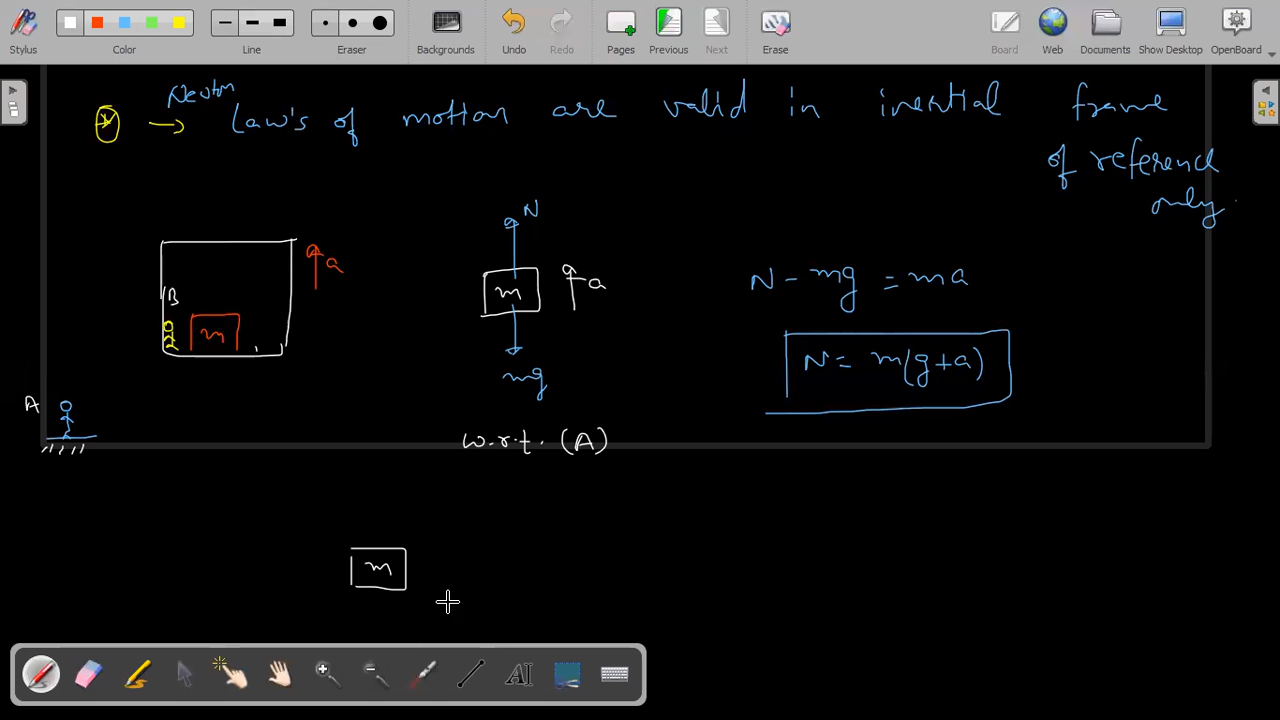 Stylus Color Line Eraser Backgrounds Undo Redo Pages Previous Next Erase Board Web Documents Show Desktop OpenBoard
Newton
→ Law's of motion are valid in inertial frame
of reference
only.
N
a
B
m
m
a
mg
N - mg = ma
N = m(g+a)
A
w.r.t. (A)
m
AI